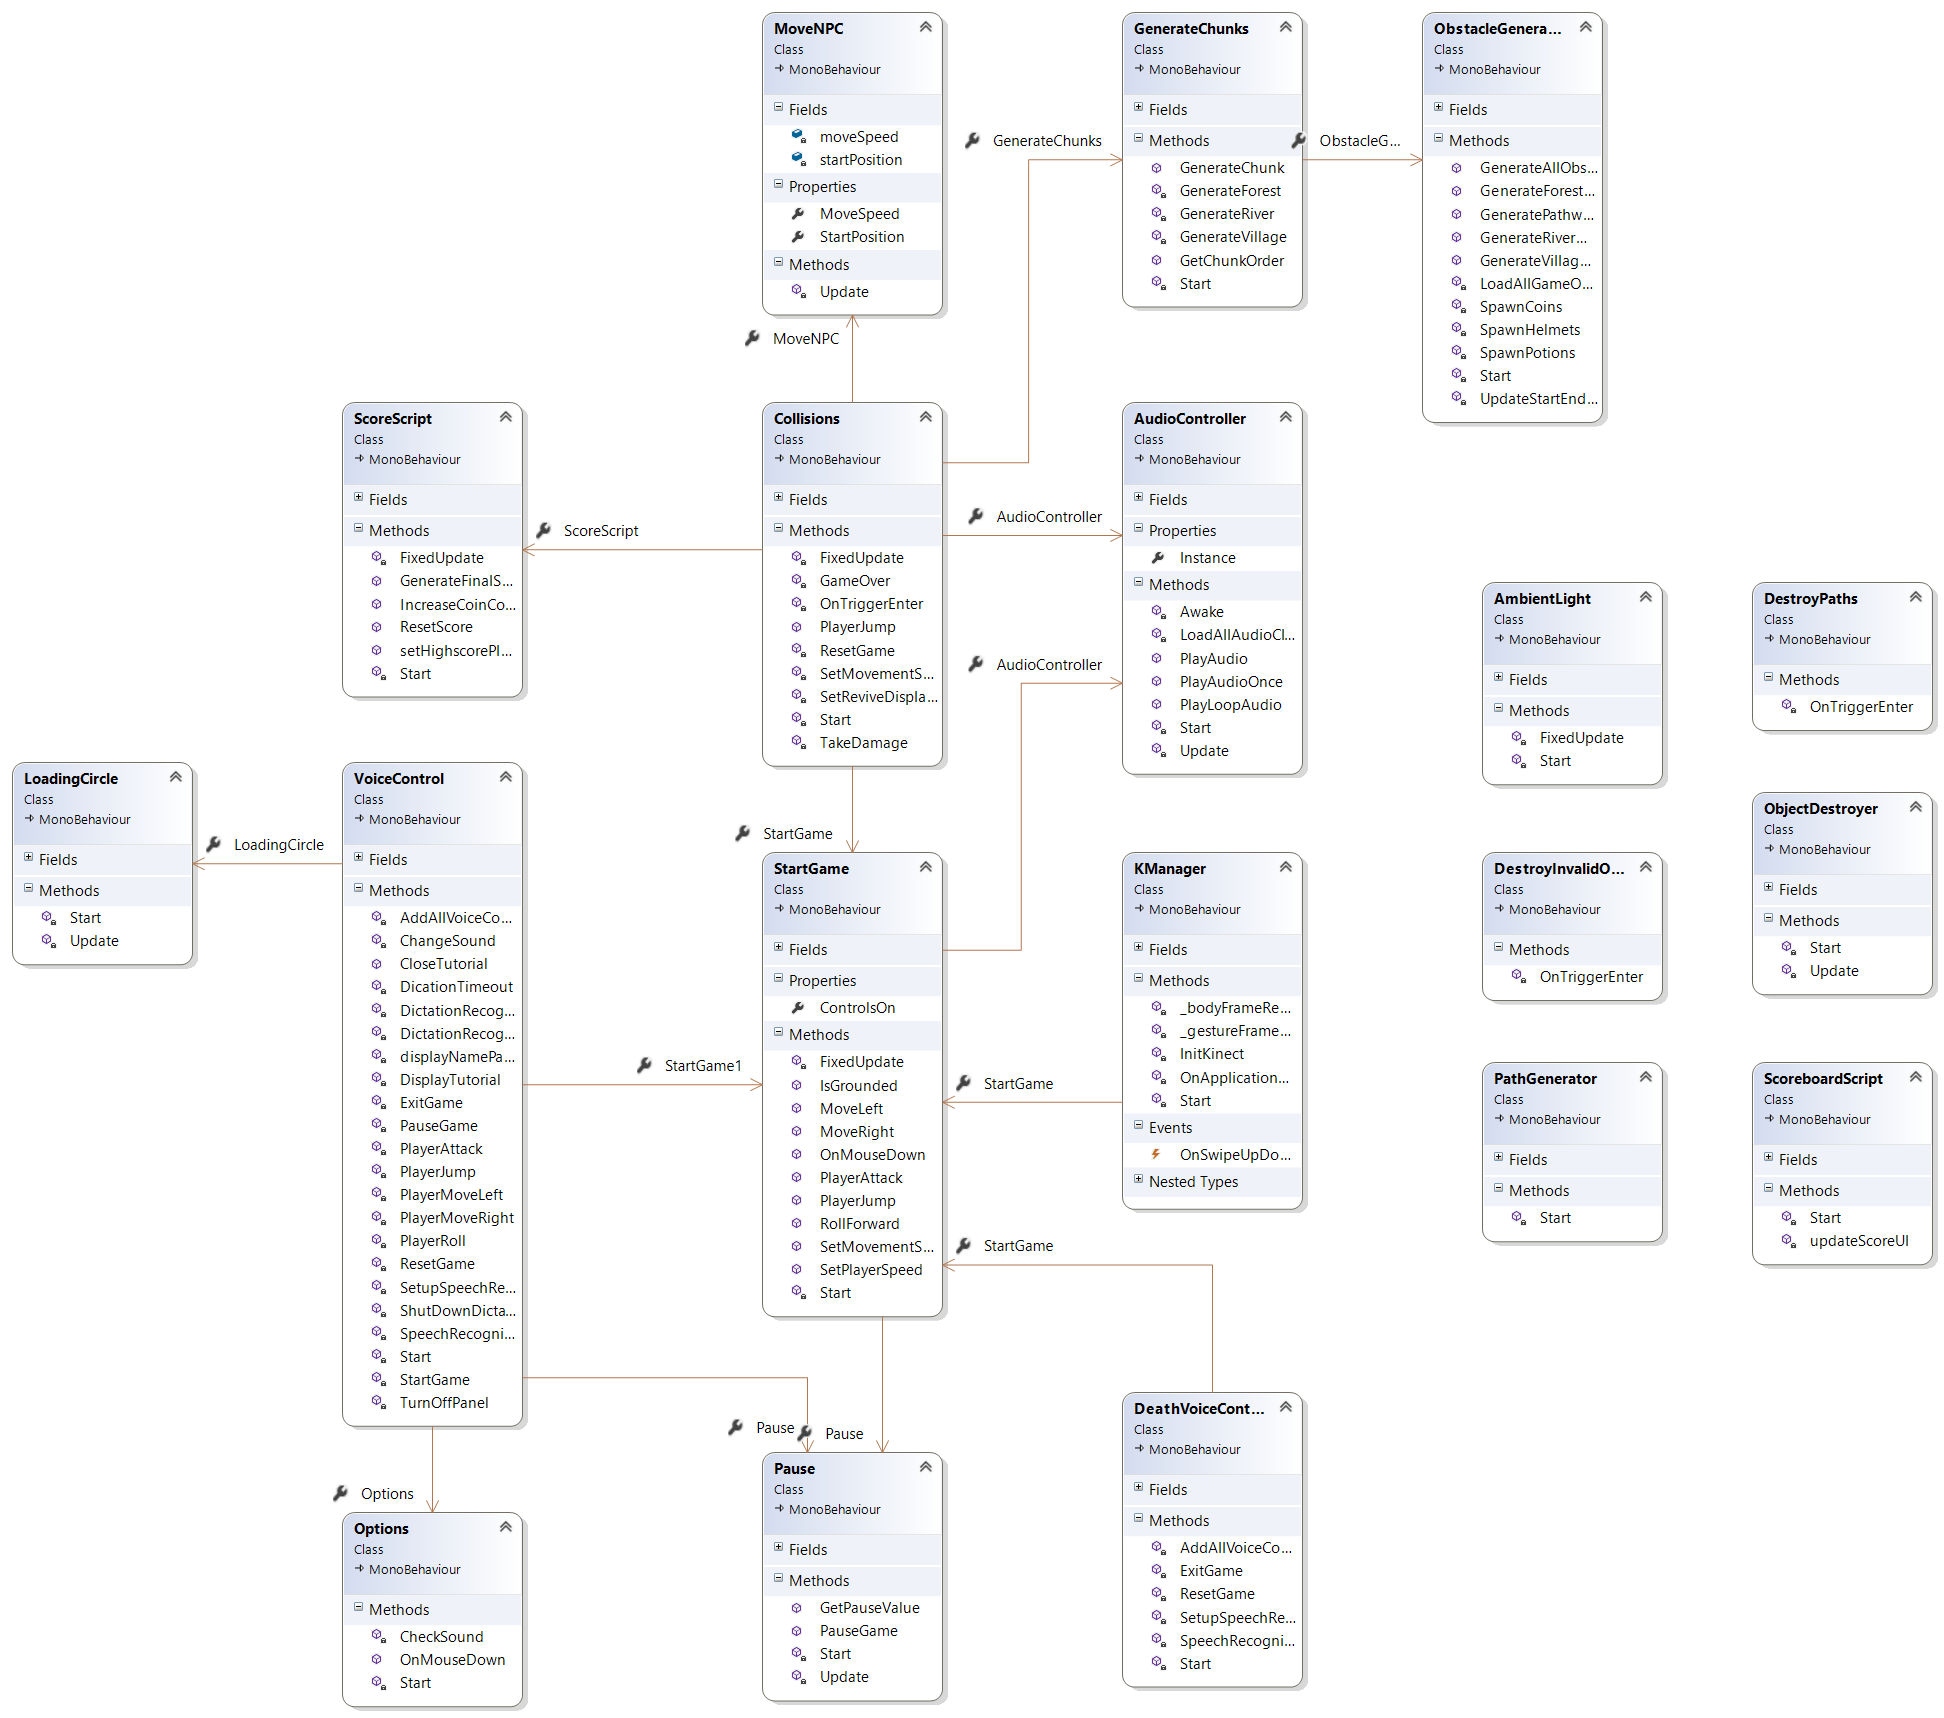 MoveNPC
Class
MonoBehaviour
Fields
moveSpeed
startPosition
Properties
MoveSpeed
StartPosition
Methods
Update
GenerateChunks
Class
MonoBehaviour
Fields
Methods
GenerateChunk
GenerateForest
GenerateRiver
GenerateVillage
GetChunkOrder
Start
ObstacleGenera...
Class
MonoBehaviour
Fields
Methods
GenerateAllObs...
GenerateForest...
GeneratePathw...
GenerateRiver...
GenerateVillag...
LoadAllGameO...
SpawnCoins
SpawnHelmets
SpawnPotions
Start
UpdateStartEnd...
GenerateChunks
ObstacleG...
MoveNPC
ScoreScript
Class
MonoBehaviour
Fields
Methods
FixedUpdate
GenerateFinalS...
IncreaseCoinCo...
ResetScore
setHighscorePl...
Start
ScoreScript
Collisions
Class
MonoBehaviour
Fields
Methods
FixedUpdate
GameOver
OnTriggerEnter
PlayerJump
ResetGame
SetMovementS...
SetReviveDispla...
Start
TakeDamage
AudioController
AudioController
AudioController
Class
MonoBehaviour
Fields
Properties
Instance
Methods
Awake
LoadAllAudioCl...
PlayAudio
PlayAudioOnce
PlayLoopAudio
Start
Update
AmbientLight
Class
MonoBehaviour
Fields
Methods
FixedUpdate
Start
DestroyPaths
Class
MonoBehaviour
Methods
OnTriggerEnter
LoadingCircle
Class
MonoBehaviour
Fields
Methods
Start
Update
LoadingCircle
VoiceControl
Class
MonoBehaviour
Fields
Methods
AddAllVoiceCo...
ChangeSound
CloseTutorial
DicationTimeout
DictationRecog...
DictationRecog...
displayNamePa...
DisplayTutorial
ExitGame
PauseGame
PlayerAttack
PlayerJump
PlayerMoveLeft
PlayerMoveRight
PlayerRoll
ResetGame
SetupSpeechRe...
ShutDownDicta...
SpeechRecogni...
Start
StartGame
TurnOffPanel
StartGame
StartGame1
StartGame
Class
MonoBehaviour
Fields
Properties
ControlsOn
Methods
FixedUpdate
IsGrounded
MoveLeft
MoveRight
OnMouseDown
PlayerAttack
PlayerJump
RollForward
SetMovementS...
SetPlayerSpeed
Start
StartGame
StartGame
KManager
Class
MonoBehaviour
Fields
Methods
_bodyFrameRe...
_gestureFrame...
InitKinect
OnApplication...
Start
Events
OnSwipeUpDo...
Nested Types
DestroyInvalidO...
Class
MonoBehaviour
Methods
OnTriggerEnter
ObjectDestroyer
Class
MonoBehaviour
Fields
Methods
Start
Update
PathGenerator
Class
MonoBehaviour
Fields
Methods
Start
ScoreboardScript
Class
MonoBehaviour
Fields
Methods
Start
updateScoreUI
Options
Options
Class
MonoBehaviour
Methods
CheckSound
OnMouseDown
Start
Pause
Pause
Pause
Class
MonoBehaviour
Fields
Methods
GetPauseValue
PauseGame
Start
Update
DeathVoiceCont...
Class
MonoBehaviour
Fields
Methods
AddAllVoiceCo...
ExitGame
ResetGame
SetupSpeechRe...
SpeechRecogni...
Start